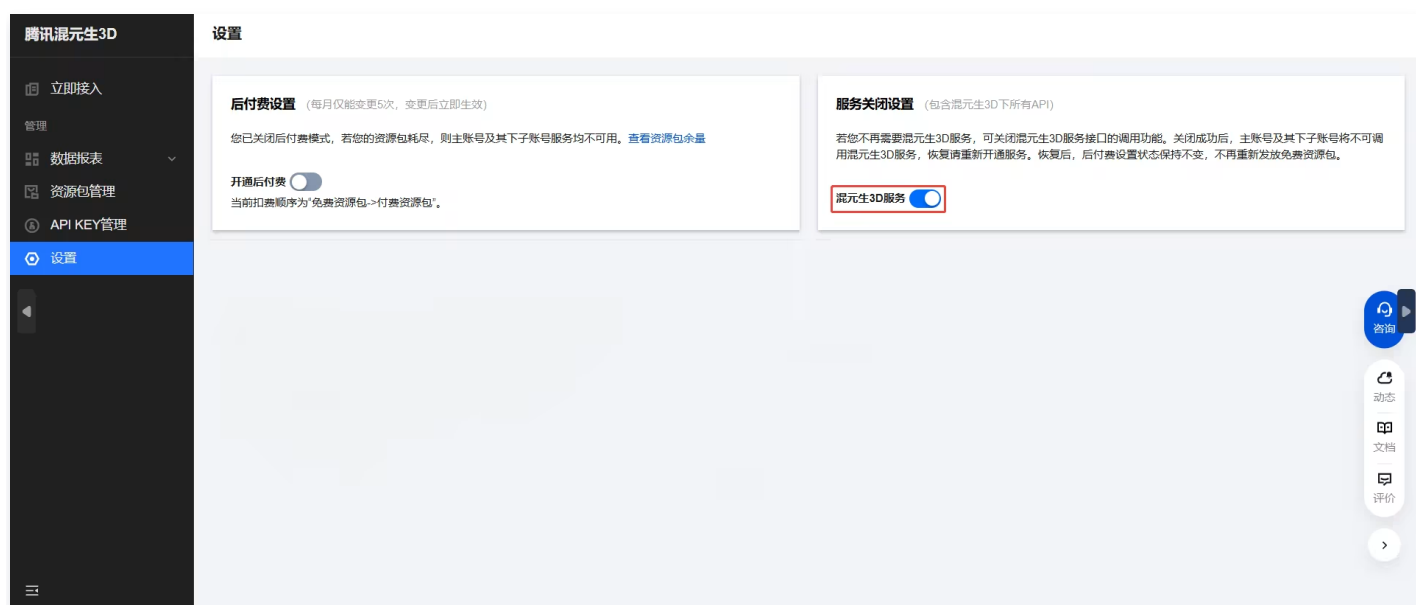 腾讯混元生3D
设置
立即接入
管理
数据报表
资源包管理
API KEY管理
设置
后付费设置 (每月仅能变更5次，变更后立即生效)
您已关闭后付费模式，若您的资源包耗尽，则主账号及其下子账号服务均不可用。查看资源包余量
开通后付费
当前扣费顺序为“免费资源包->付费资源包”。
服务关闭设置 (包含混元生3D下所有API)
若您不再需要混元生3D服务，可关闭混元生3D服务接口的调用功能。关闭成功后，主账号及其下子账号将不可调
用混元生3D服务，恢复请重新开通服务。恢复后，后付费设置状态保持不变，不再重新发放免费资源包。
混元生3D服务
咨询
动态
文档
评价